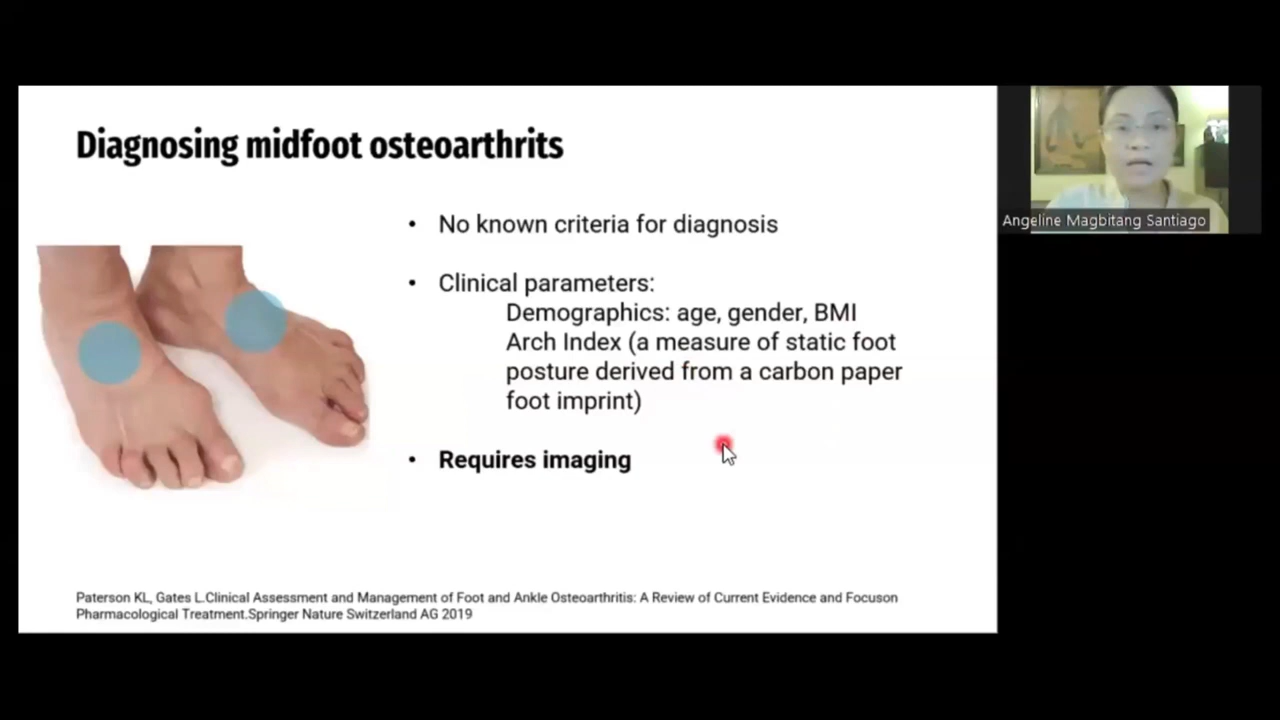 Diagnosing midfoot osteoarthrits
• No known criteria for diagnosis
• Clinical parameters:
Demographics: age, gender, BMI
Arch Index (a measure of static foot
posture derived from a carbon paper
foot imprint)
• Requires imaging
Paterson KL, Gates L.Clinical Assessment and Management of Foot and Ankle Osteoarthritis: A Review of Current Evidence and Focuson
Pharmacological Treatment.Springer Nature Switzerland AG 2019
Angeline Magbitang Santiago